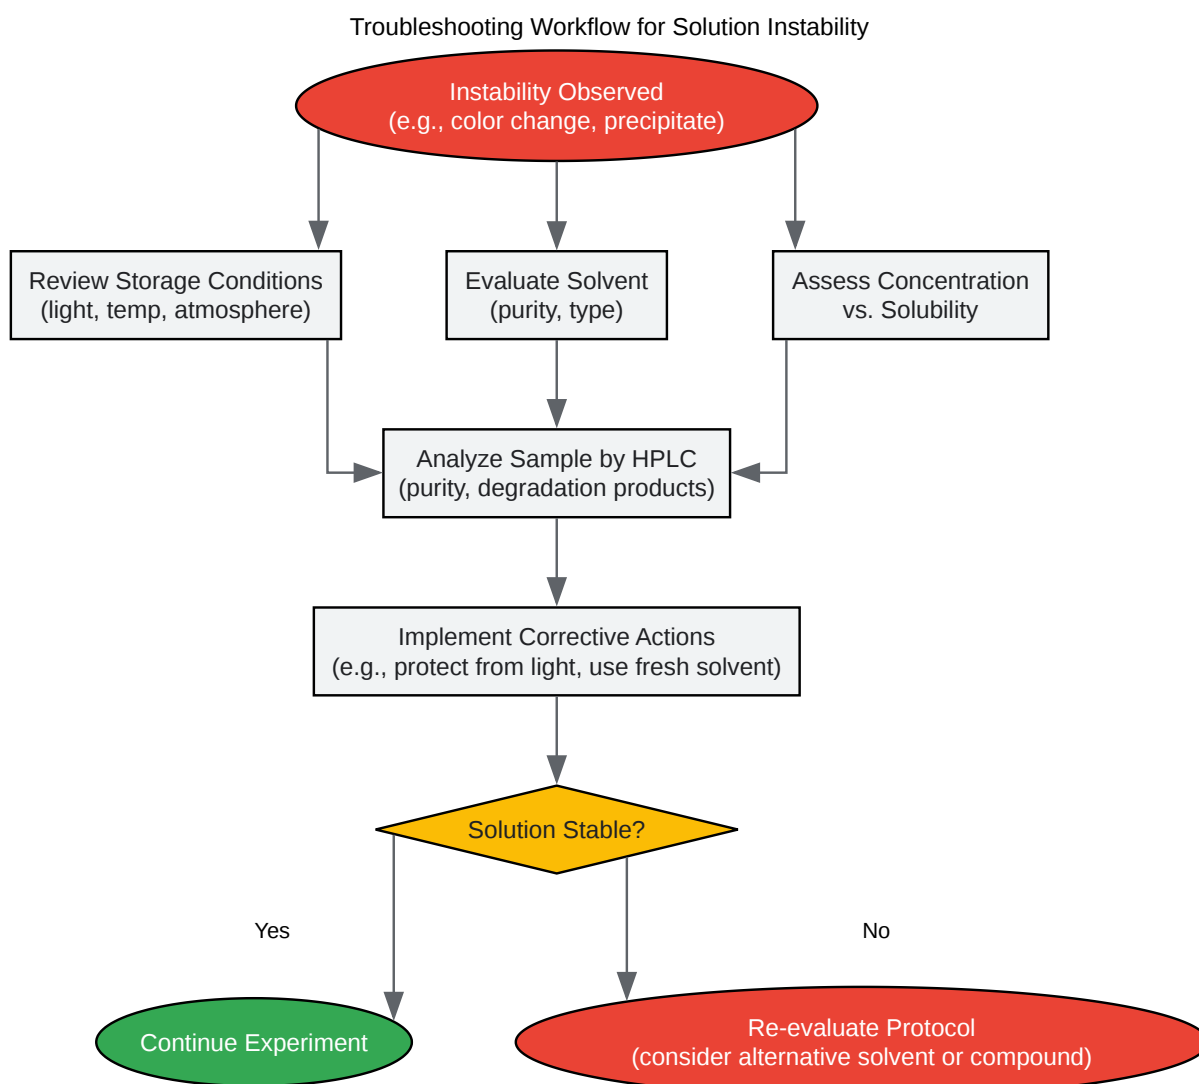 Troubleshooting Workflow for Solution Instability
Instability Observed
(e.g., color change, precipitate)
Review Storage Conditions
(light, temp, atmosphere)
Evaluate Solvent
(purity, type)
Assess Concentration
vs. Solubility
Analyze Sample by HPLC
(purity, degradation products)
Implement Corrective Actions
(e.g., protect from light, use fresh solvent)
Solution Stable?
Yes
No
Continue Experiment
Re-evaluate Protocol
(consider alternative solvent or compound)